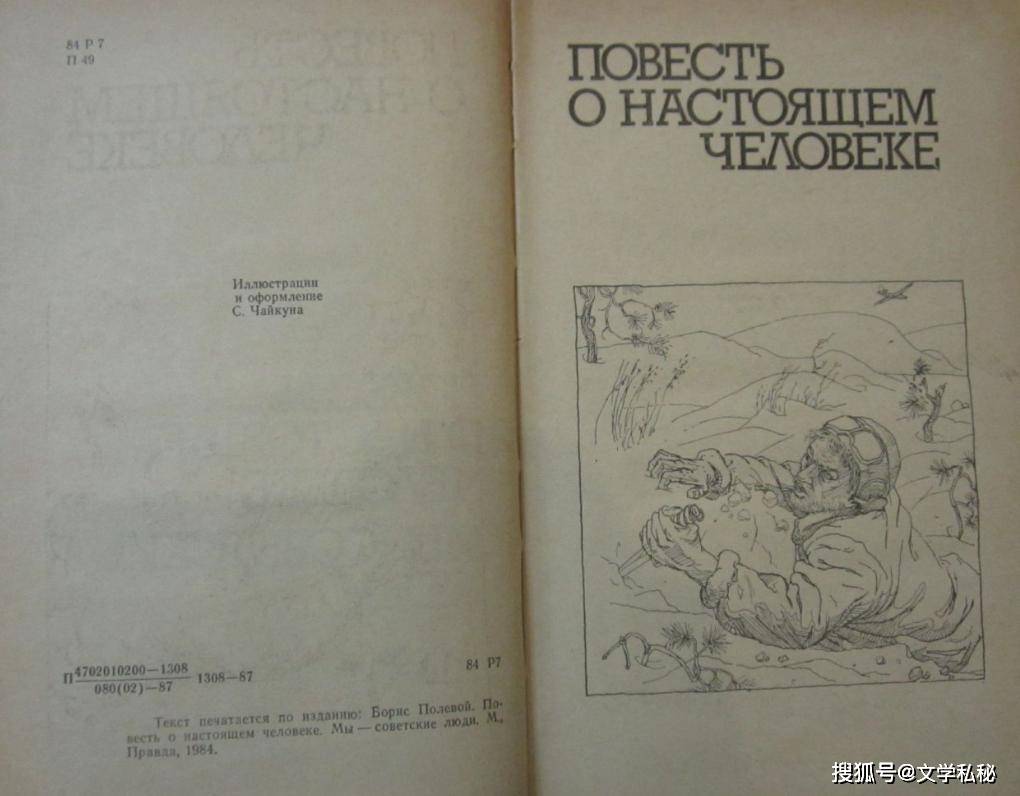 84 Р 7
П 49
Иллюстрации
и оформление
С. Чайкуна
П 4702010200—1308
080(02)—87
1308—87
84 Р7
Текст печатается по изданию: Борис Полевой. По-
весть о настоящем человеке. Мы — советские люди. М.,
Правда, 1984.
ПОВЕСТЬ
О НАСТОЯЩЕМ
ЧЕЛОВЕКЕ
搜狐号@文学私秘